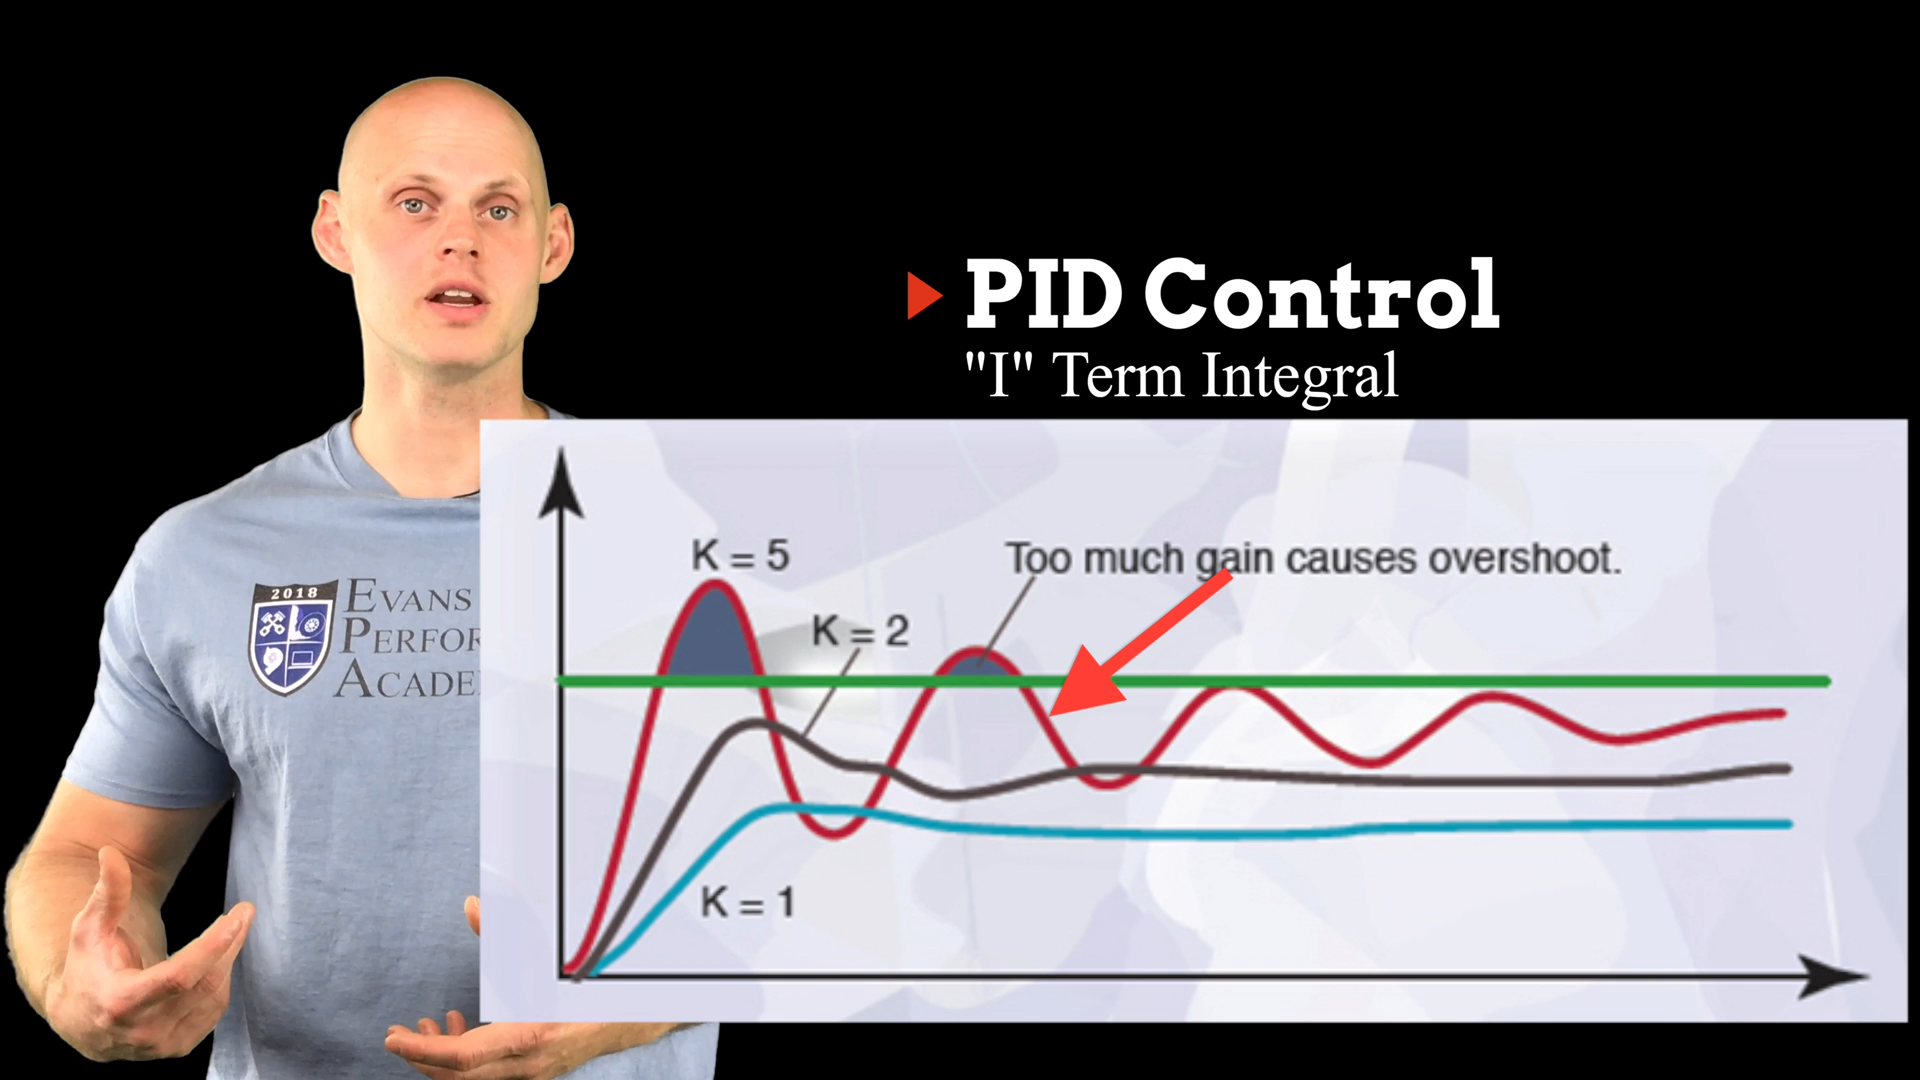 PID Control
"I" Term Integral
K = 5
Too much gain causes overshoot.
K = 2
K = 1
2018
EVANS
PERFOR
ACADE